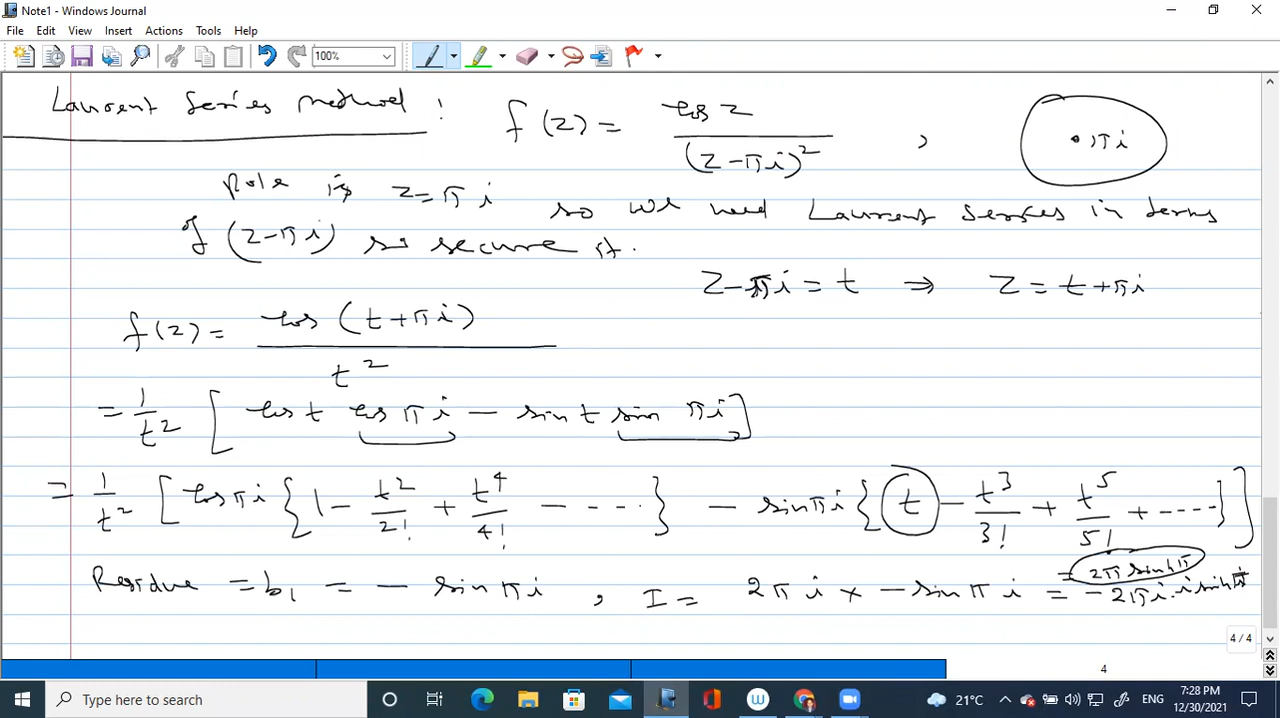 Note1 - Windows Journal
File Edit View Insert Actions Tools Help
100%
Laurent Series method : f(z) = cos z / (z-πi)² , πi
Pole is z = πi so we need Laurent Series in terms
of (z-πi) so secure it.
z-πi = t ⇒ z = t+πi
f(z) = cos (t+πi) / t²
= 1/t² [ cos t cos πi - sin t sin πi ]
= 1/t² [ cos πi { 1 - t²/2! + t⁴/4! - ---- } - sin πi { t - t³/3! + t⁵/5! + ---- } ]
Residue = b₁ = - sin πi , I = 2πi × - sin πi = - 2πi · i sinh π
= 2π sinh π
4 / 4
4
Type here to search
21°C
ENG
7:28 PM
12/30/2021